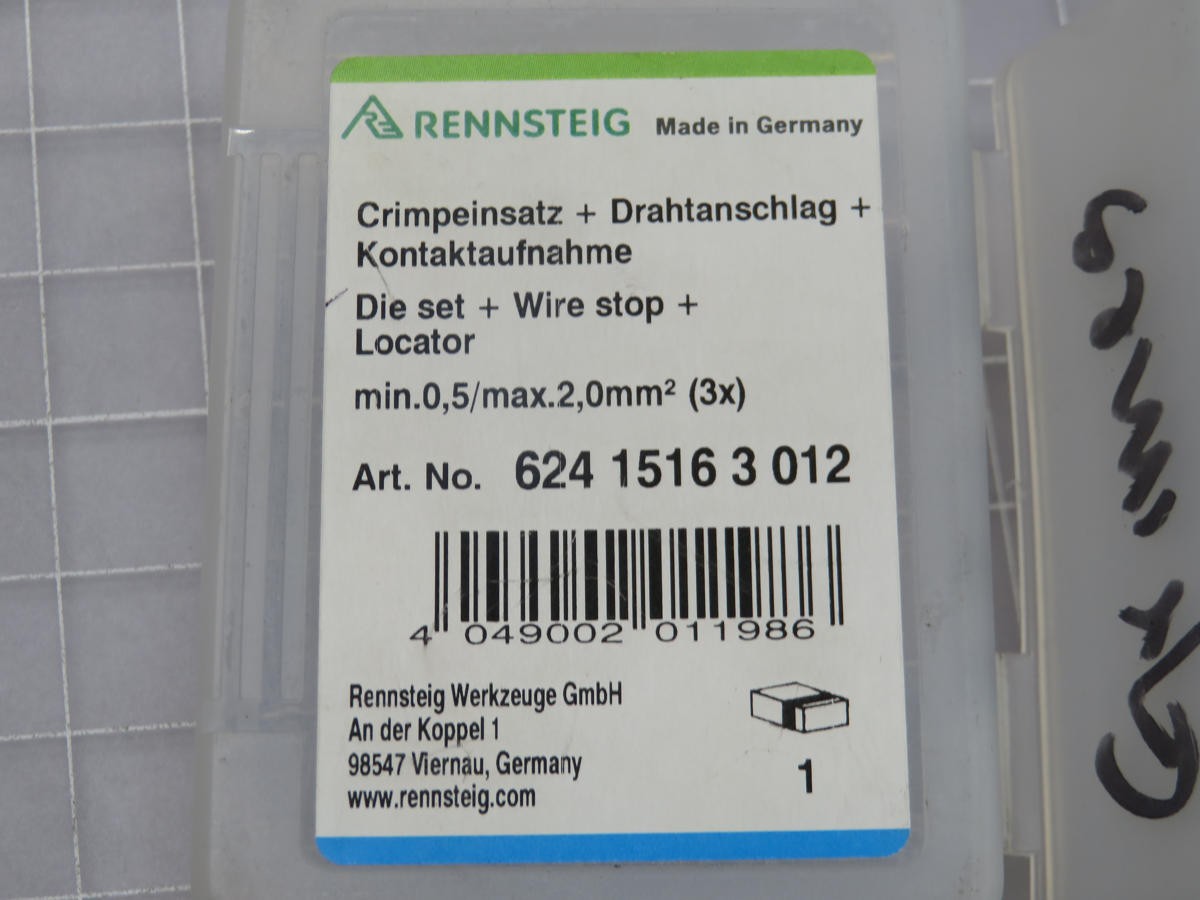 RENNSTEIG Made in Germany
Crimpeinsatz + Drahtanschlag +
Kontaktaufnahme
Die set + Wire stop +
Locator
min.0,5/max.2,0mm² (3x)
Art. No. 624 1516 3 012
4 049002 011986
Rennsteig Werkzeuge GmbH
An der Koppel 1
98547 Viernau, Germany
www.rennsteig.com
1